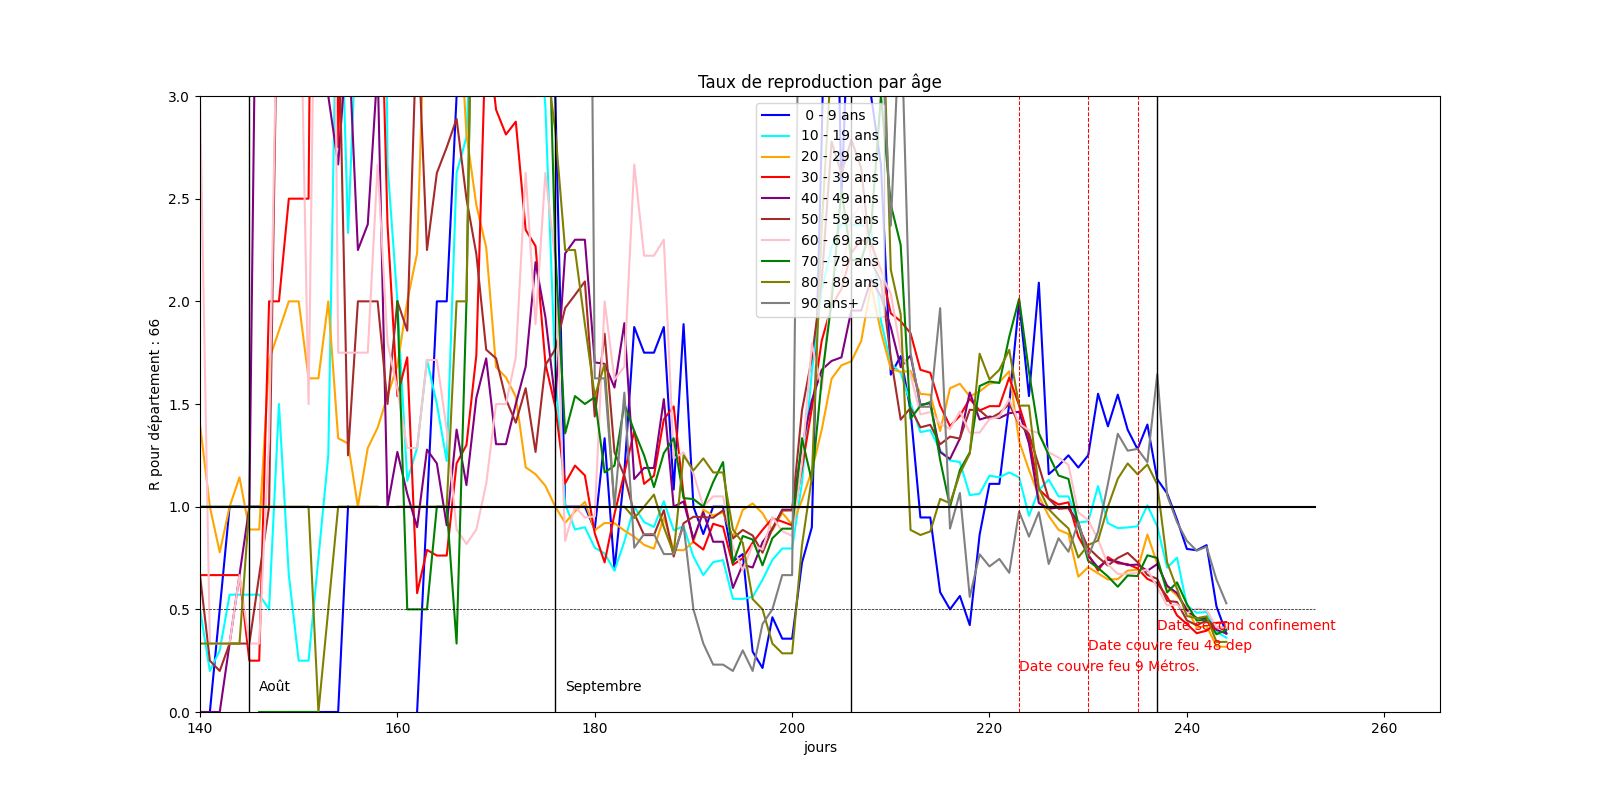 Taux de reproduction par âge
R pour département : 66
3.0
2.5
2.0
1.5
1.0
0.5
0.0
0 - 9 ans
10 - 19 ans
20 - 29 ans
30 - 39 ans
40 - 49 ans
50 - 59 ans
60 - 69 ans
70 - 79 ans
80 - 89 ans
90 ans+
Date second confinement
Date couvre feu 48 dep
Date couvre feu 9 Métros.
Août
Septembre
140
160
180
200
220
240
260
jours